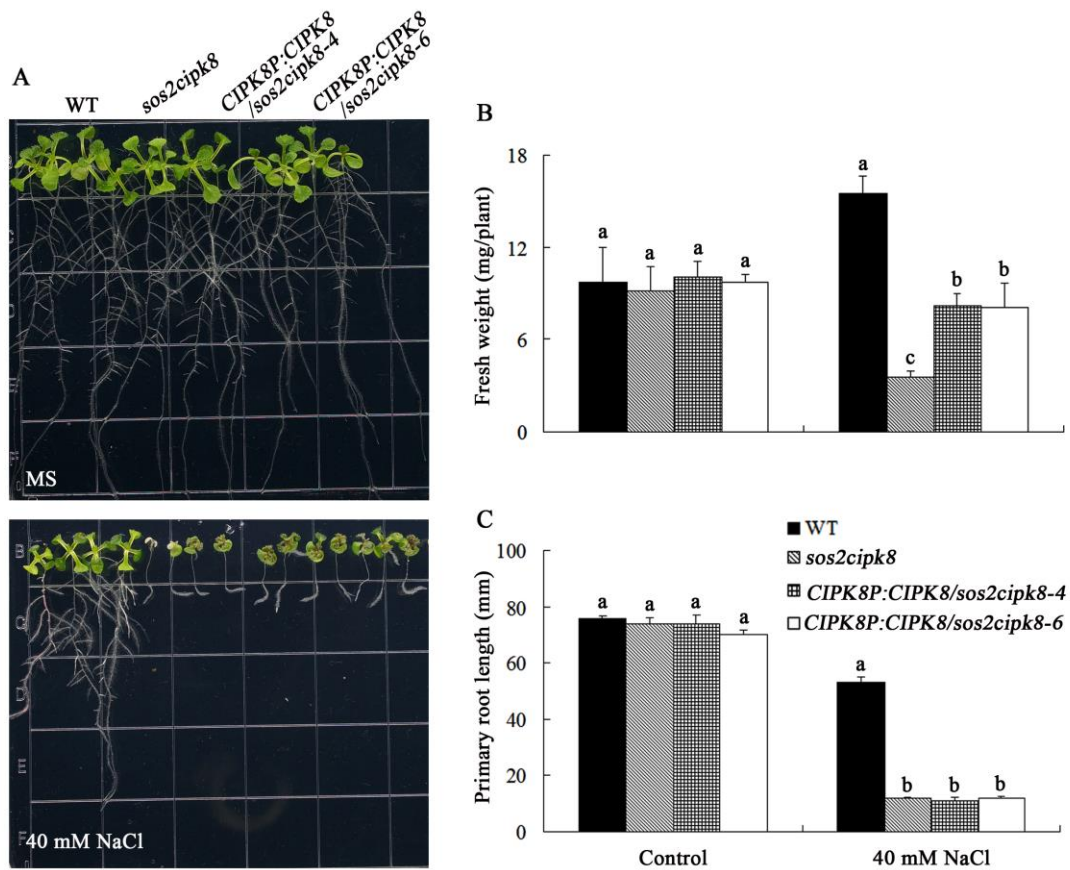 A
WT
sos2cipk8
CIPK8P:CIPK8
/sos2cipk8-4
CIPK8P:CIPK8
/sos2cipk8-6
MS
40 mM NaCl
B
Fresh weight (mg/plant)
18
12
6
0
a
a
a
a
a
c
b
b
C
WT
sos2cipk8
CIPK8P:CIPK8/sos2cipk8-4
CIPK8P:CIPK8/sos2cipk8-6
Primary root length (mm)
100
80
60
40
20
0
a
a
a
a
a
b
b
b
Control
40 mM NaCl